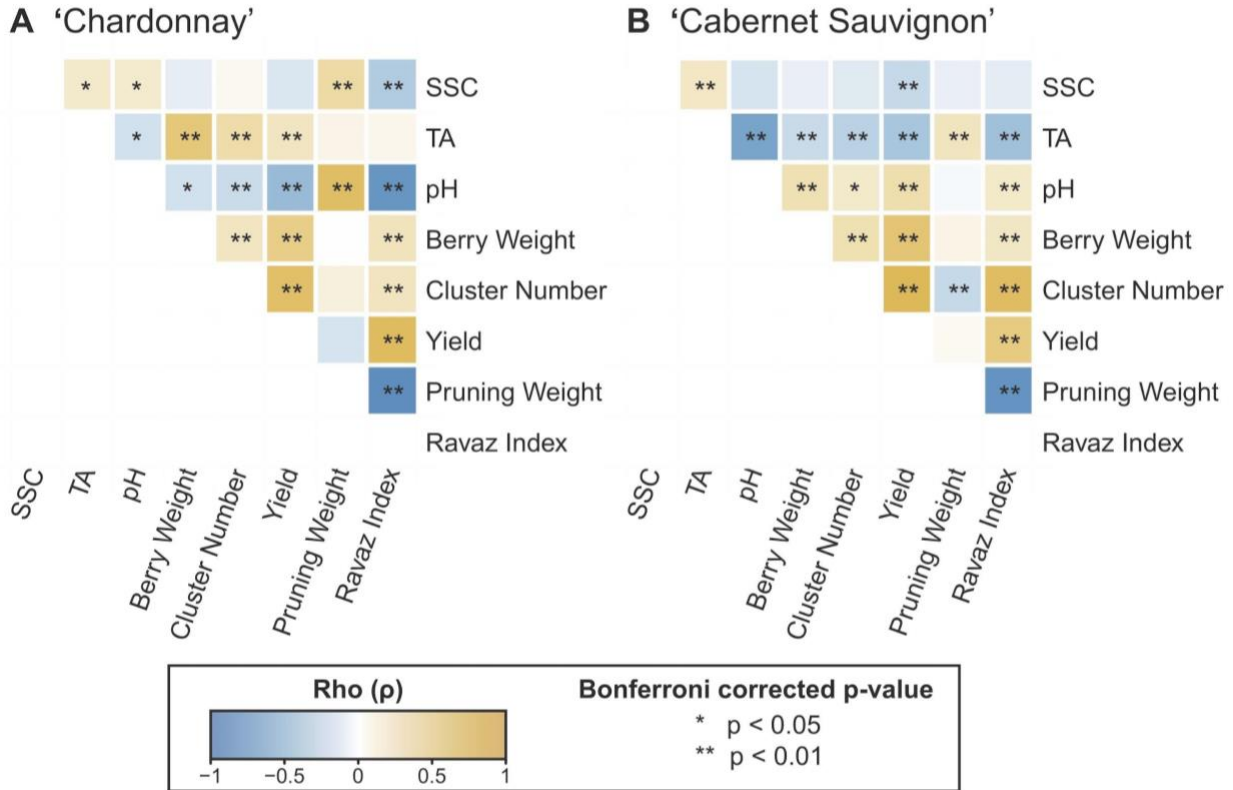 A 'Chardonnay'
* * ** ** SSC
* ** ** ** TA
* ** ** ** ** pH
** ** ** Berry Weight
** ** Cluster Number
** Yield
** Pruning Weight
Ravaz Index
SSC
TA
pH
Berry Weight
Cluster Number
Yield
Pruning Weight
Ravaz Index
B 'Cabernet Sauvignon'
** ** SSC
** ** ** ** ** ** TA
** * ** ** pH
** ** ** Berry Weight
** ** ** Cluster Number
** Yield
** Pruning Weight
Ravaz Index
SSC
TA
pH
Berry Weight
Cluster Number
Yield
Pruning Weight
Ravaz Index
Rho (ρ)
−1 −0.5 0 0.5 1
Bonferroni corrected p-value
* p < 0.05
** p < 0.01